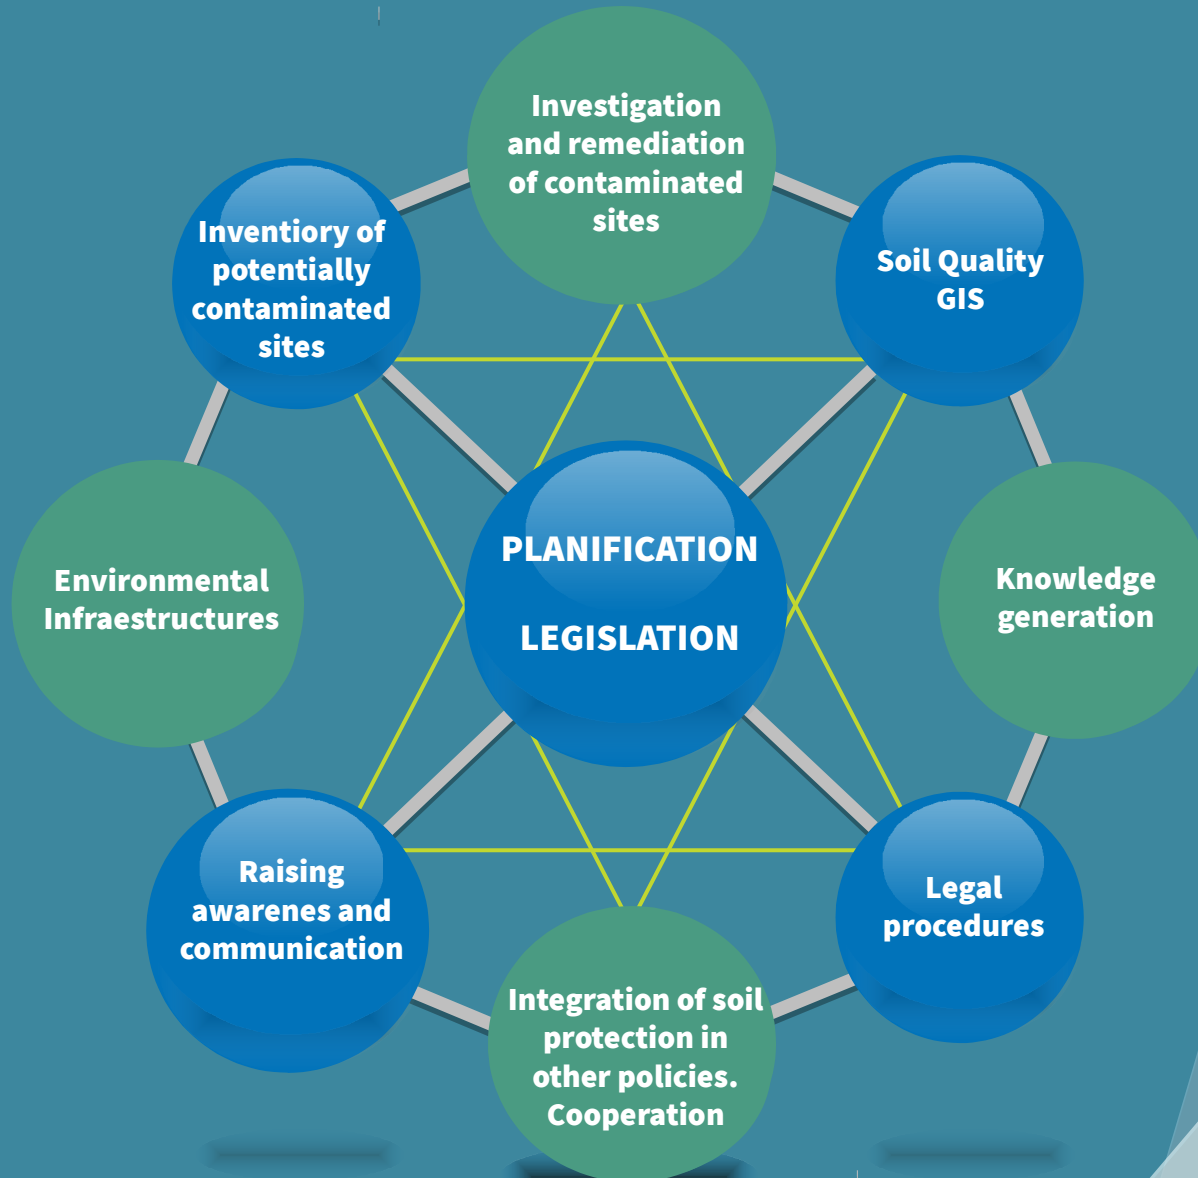 Investigation
and remediation
of contaminated
sites
Inventiory of
potentially
contaminated
sites
Soil Quality
GIS
PLANIFICATION
LEGISLATION
Environmental
Infraestructures
Knowledge
generation
Raising
awarenes and
communication
Legal
procedures
Integration of soil
protection in
other policies.
Cooperation